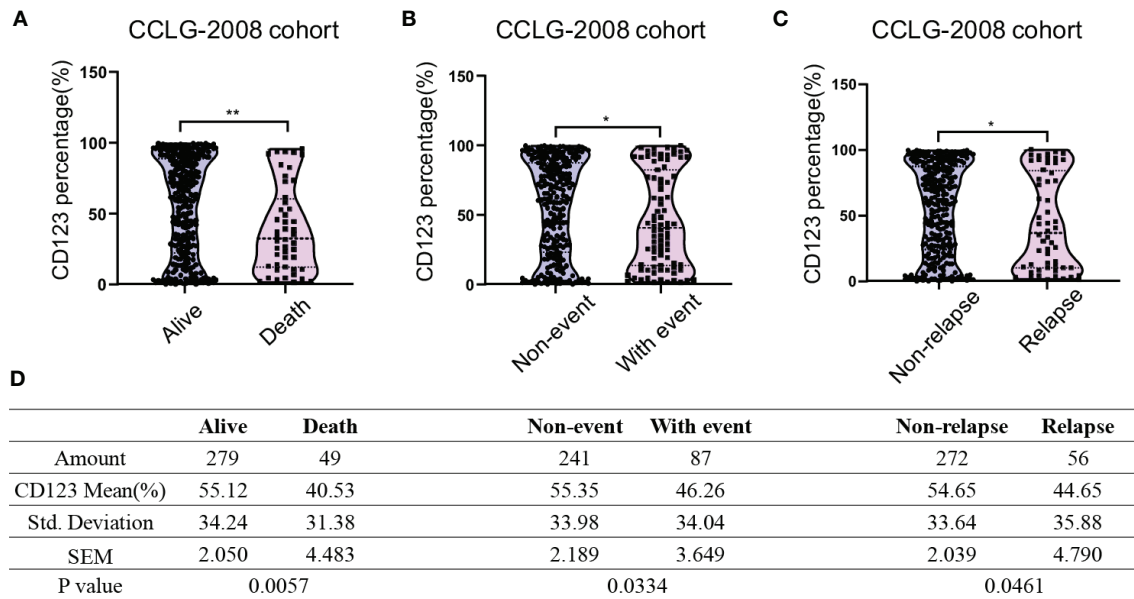 A
CCLG-2008 cohort
CD123 percentage(%)
150
100
50
0
**
Alive
Death
B
CCLG-2008 cohort
CD123 percentage(%)
150
100
50
0
*
Non-event
With event
C
CCLG-2008 cohort
CD123 percentage(%)
150
100
50
0
*
Non-relapse
Relapse
D
Alive Death Non-event With event Non-relapse Relapse
Amount 279 49 241 87 272 56
CD123 Mean(%) 55.12 40.53 55.35 46.26 54.65 44.65
Std. Deviation 34.24 31.38 33.98 34.04 33.64 35.88
SEM 2.050 4.483 2.189 3.649 2.039 4.790
P value 0.0057 0.0334 0.0461